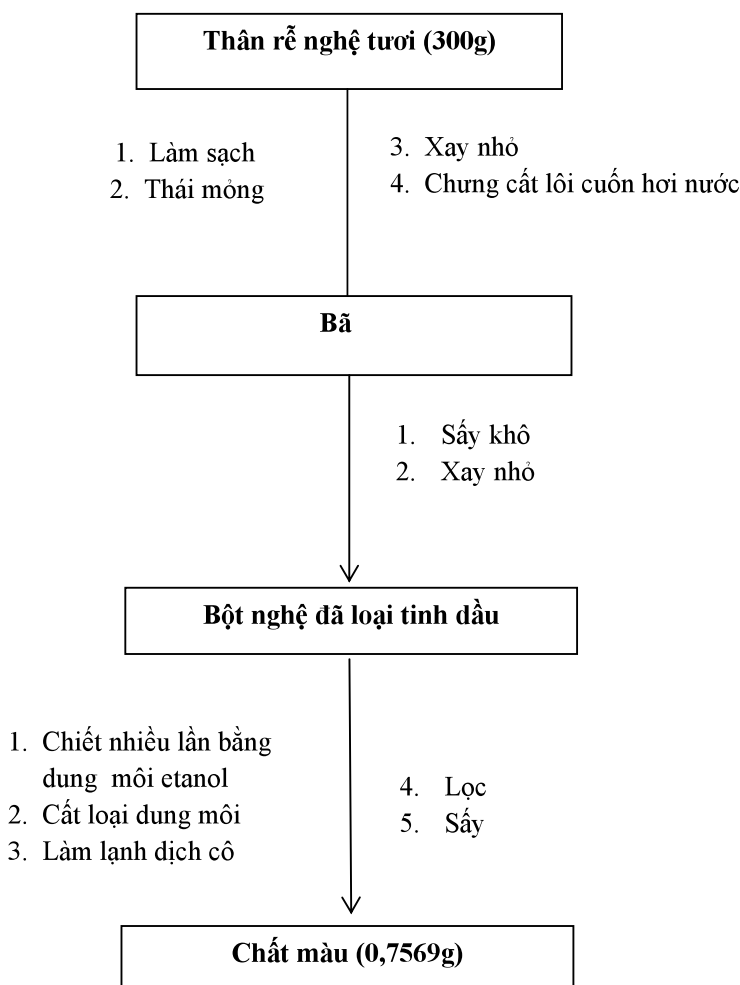 Thân rễ nghệ tươi (300g)
1. Làm sạch
2. Thái mỏng
3. Xay nhỏ
4. Chưng cất lôi cuốn hơi nước
Bã
1. Sấy khô
2. Xay nhỏ
Bột nghệ đã loại tinh dầu
1. Chiết nhiều lần bằng
dung môi etanol
2. Cất loại dung môi
3. Làm lạnh dịch cô
4. Lọc
5. Sấy
Chất màu (0,7569g)